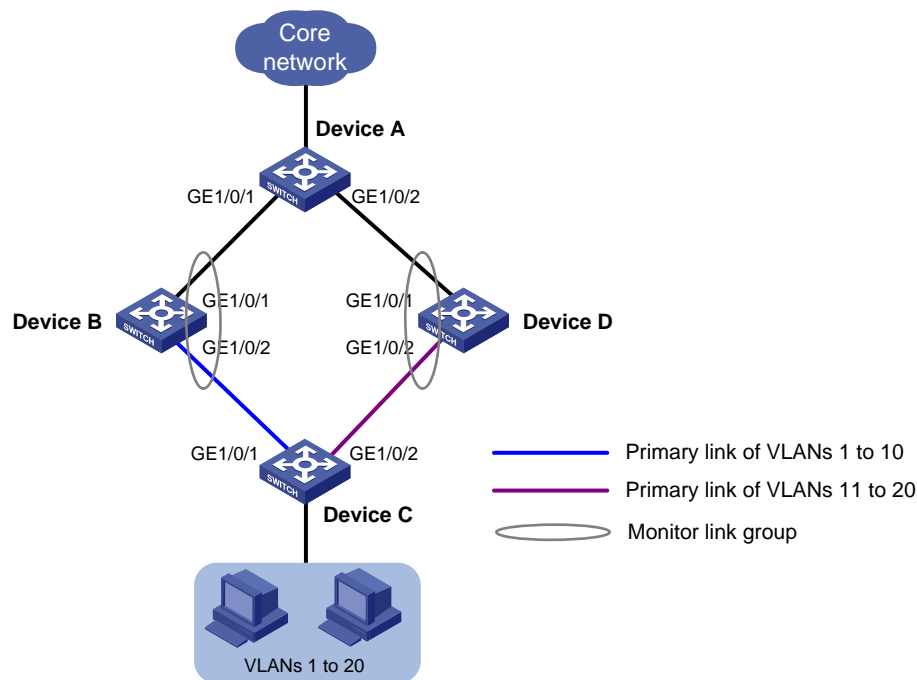 Core
network
Device A
GE1/0/1
GE1/0/2
SWITCH
GE1/0/1
GE1/0/1
Device B
Device D
SWITCH
GE1/0/2
GE1/0/2
SWITCH
GE1/0/1
GE1/0/2
SWITCH
Device C
Primary link of VLANs 1 to 10
Primary link of VLANs 11 to 20
Monitor link group
VLANs 1 to 20